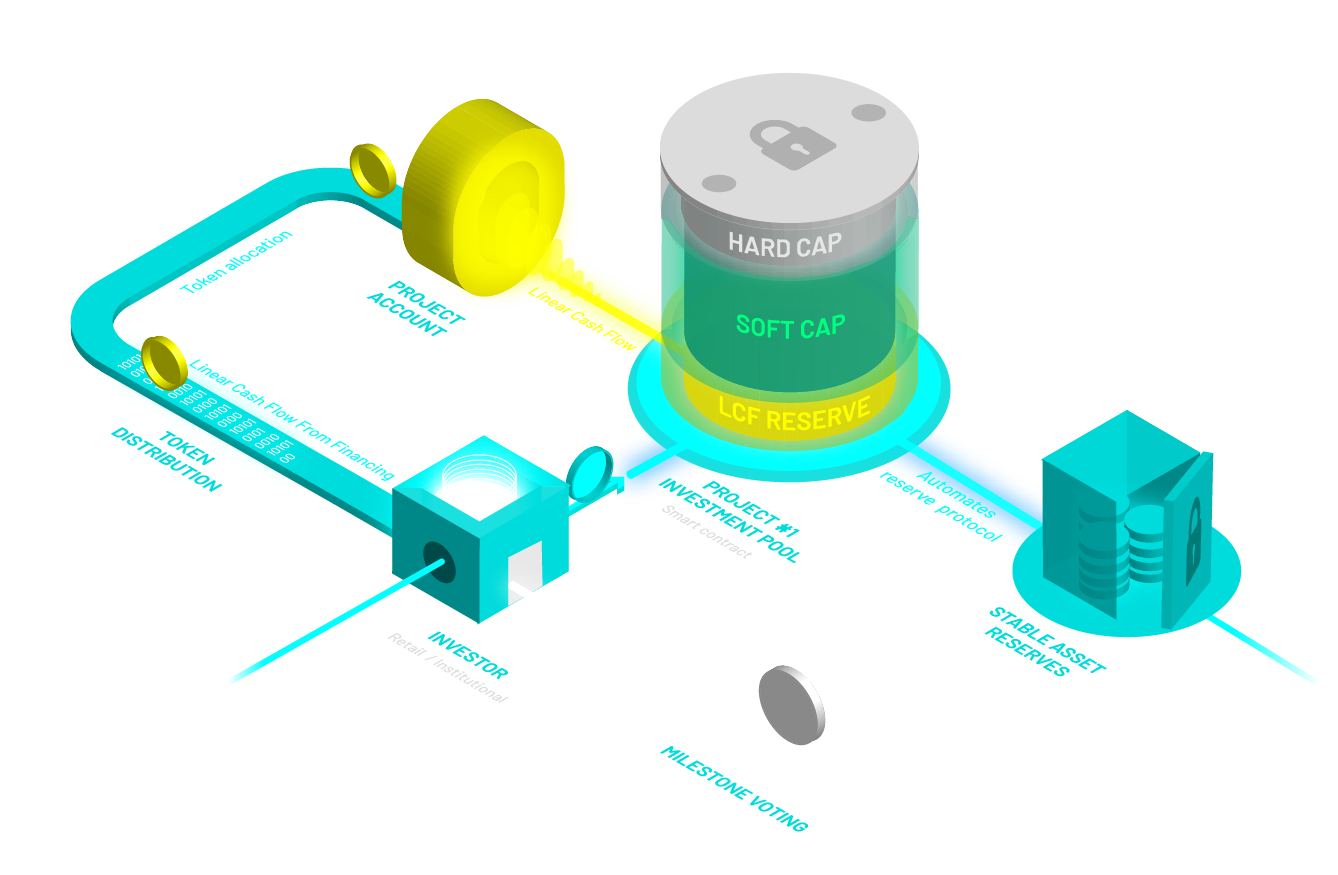 HARD CAP
SOFT CAP
LCF RESERVE
Token allocation
PROJECT
ACCOUNT
Linear Cash Flow
Linear Cash Flow From Financing
TOKEN
DISTRIBUTION
PROJECT #1
INVESTMENT POOL
Smart contract
Automates
reserve protocol
STABLE ASSET
RESERVES
INVESTOR
Retail / Institutional
MILESTONE VOTING